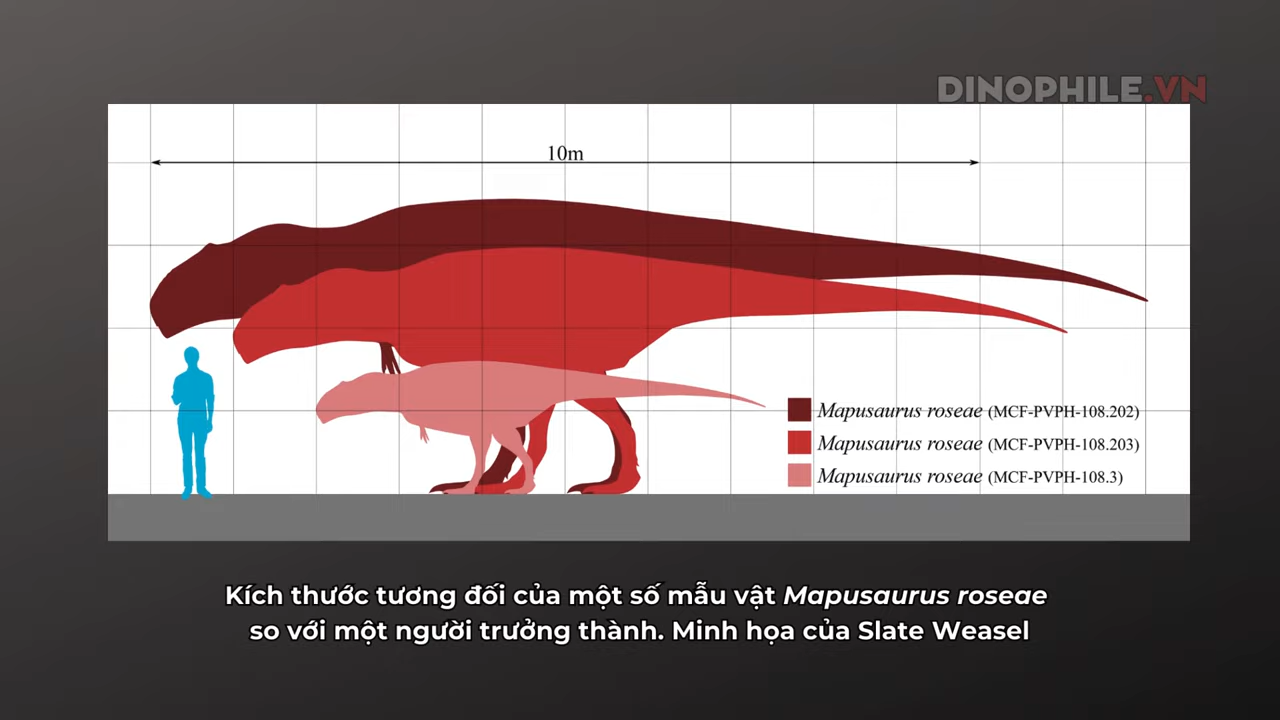 DINOPHILE.VN
10m
Mapusaurus roseae (MCF-PVPH-108.202)
Mapusaurus roseae (MCF-PVPH-108.203)
Mapusaurus roseae (MCF-PVPH-108.3)
Kích thước tương đối của một số mẫu vật Mapusaurus roseae
so với một người trưởng thành. Minh họa của Slate Weasel